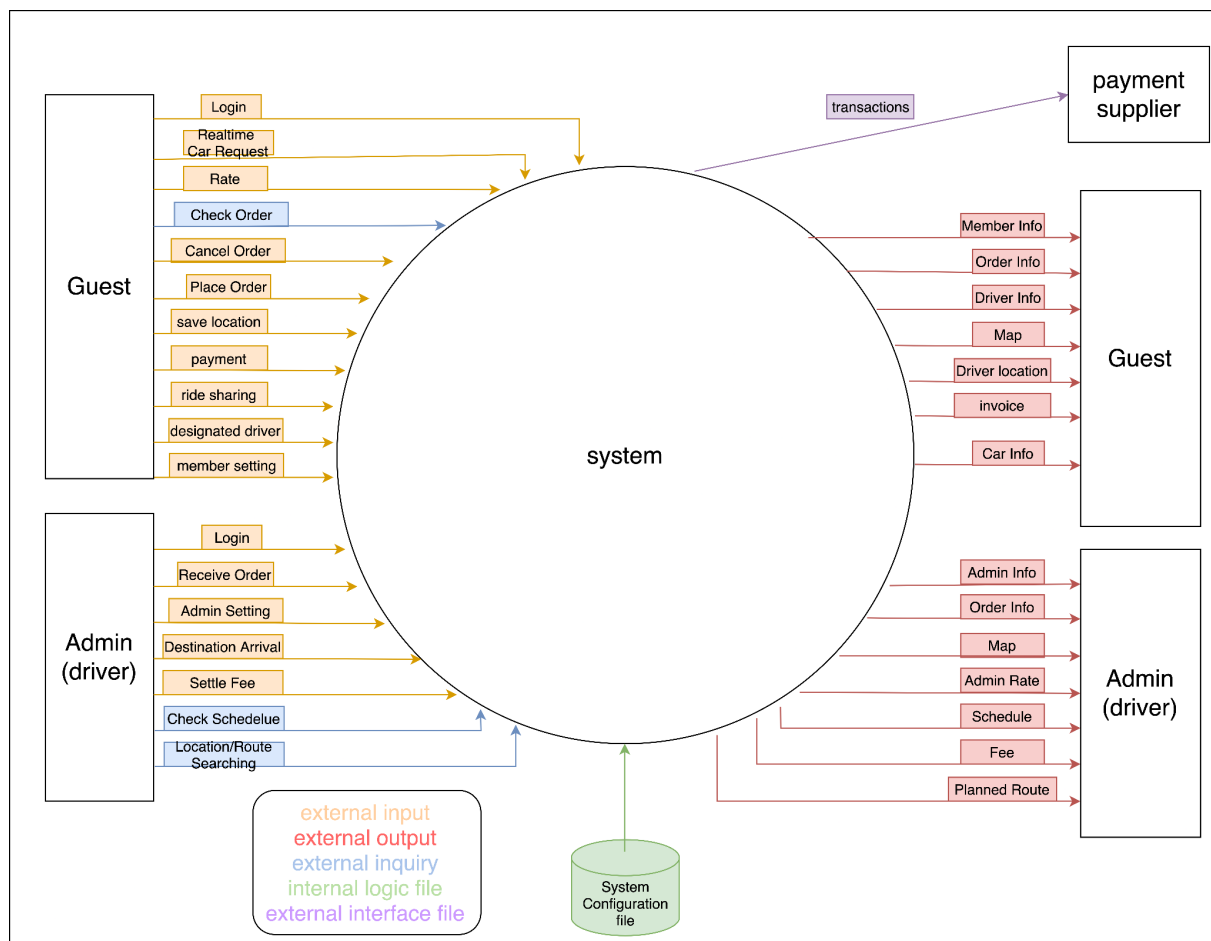 Guest
Login
Realtime
Car Request
Rate
Check Order
Cancel Order
Place Order
save location
payment
ride sharing
designated driver
member setting
Admin
(driver)
Login
Receive Order
Admin Setting
Destination Arrival
Settle Fee
Check Schedelue
Location/Route
Searching
system
transactions
payment
supplier
Member Info
Order Info
Driver Info
Map
Driver location
invoice
Car Info
Guest
Admin Info
Order Info
Map
Admin Rate
Schedule
Fee
Planned Route
Admin
(driver)
external input
external output
external inquiry
internal logic file
external interface file
System
Configuration
file